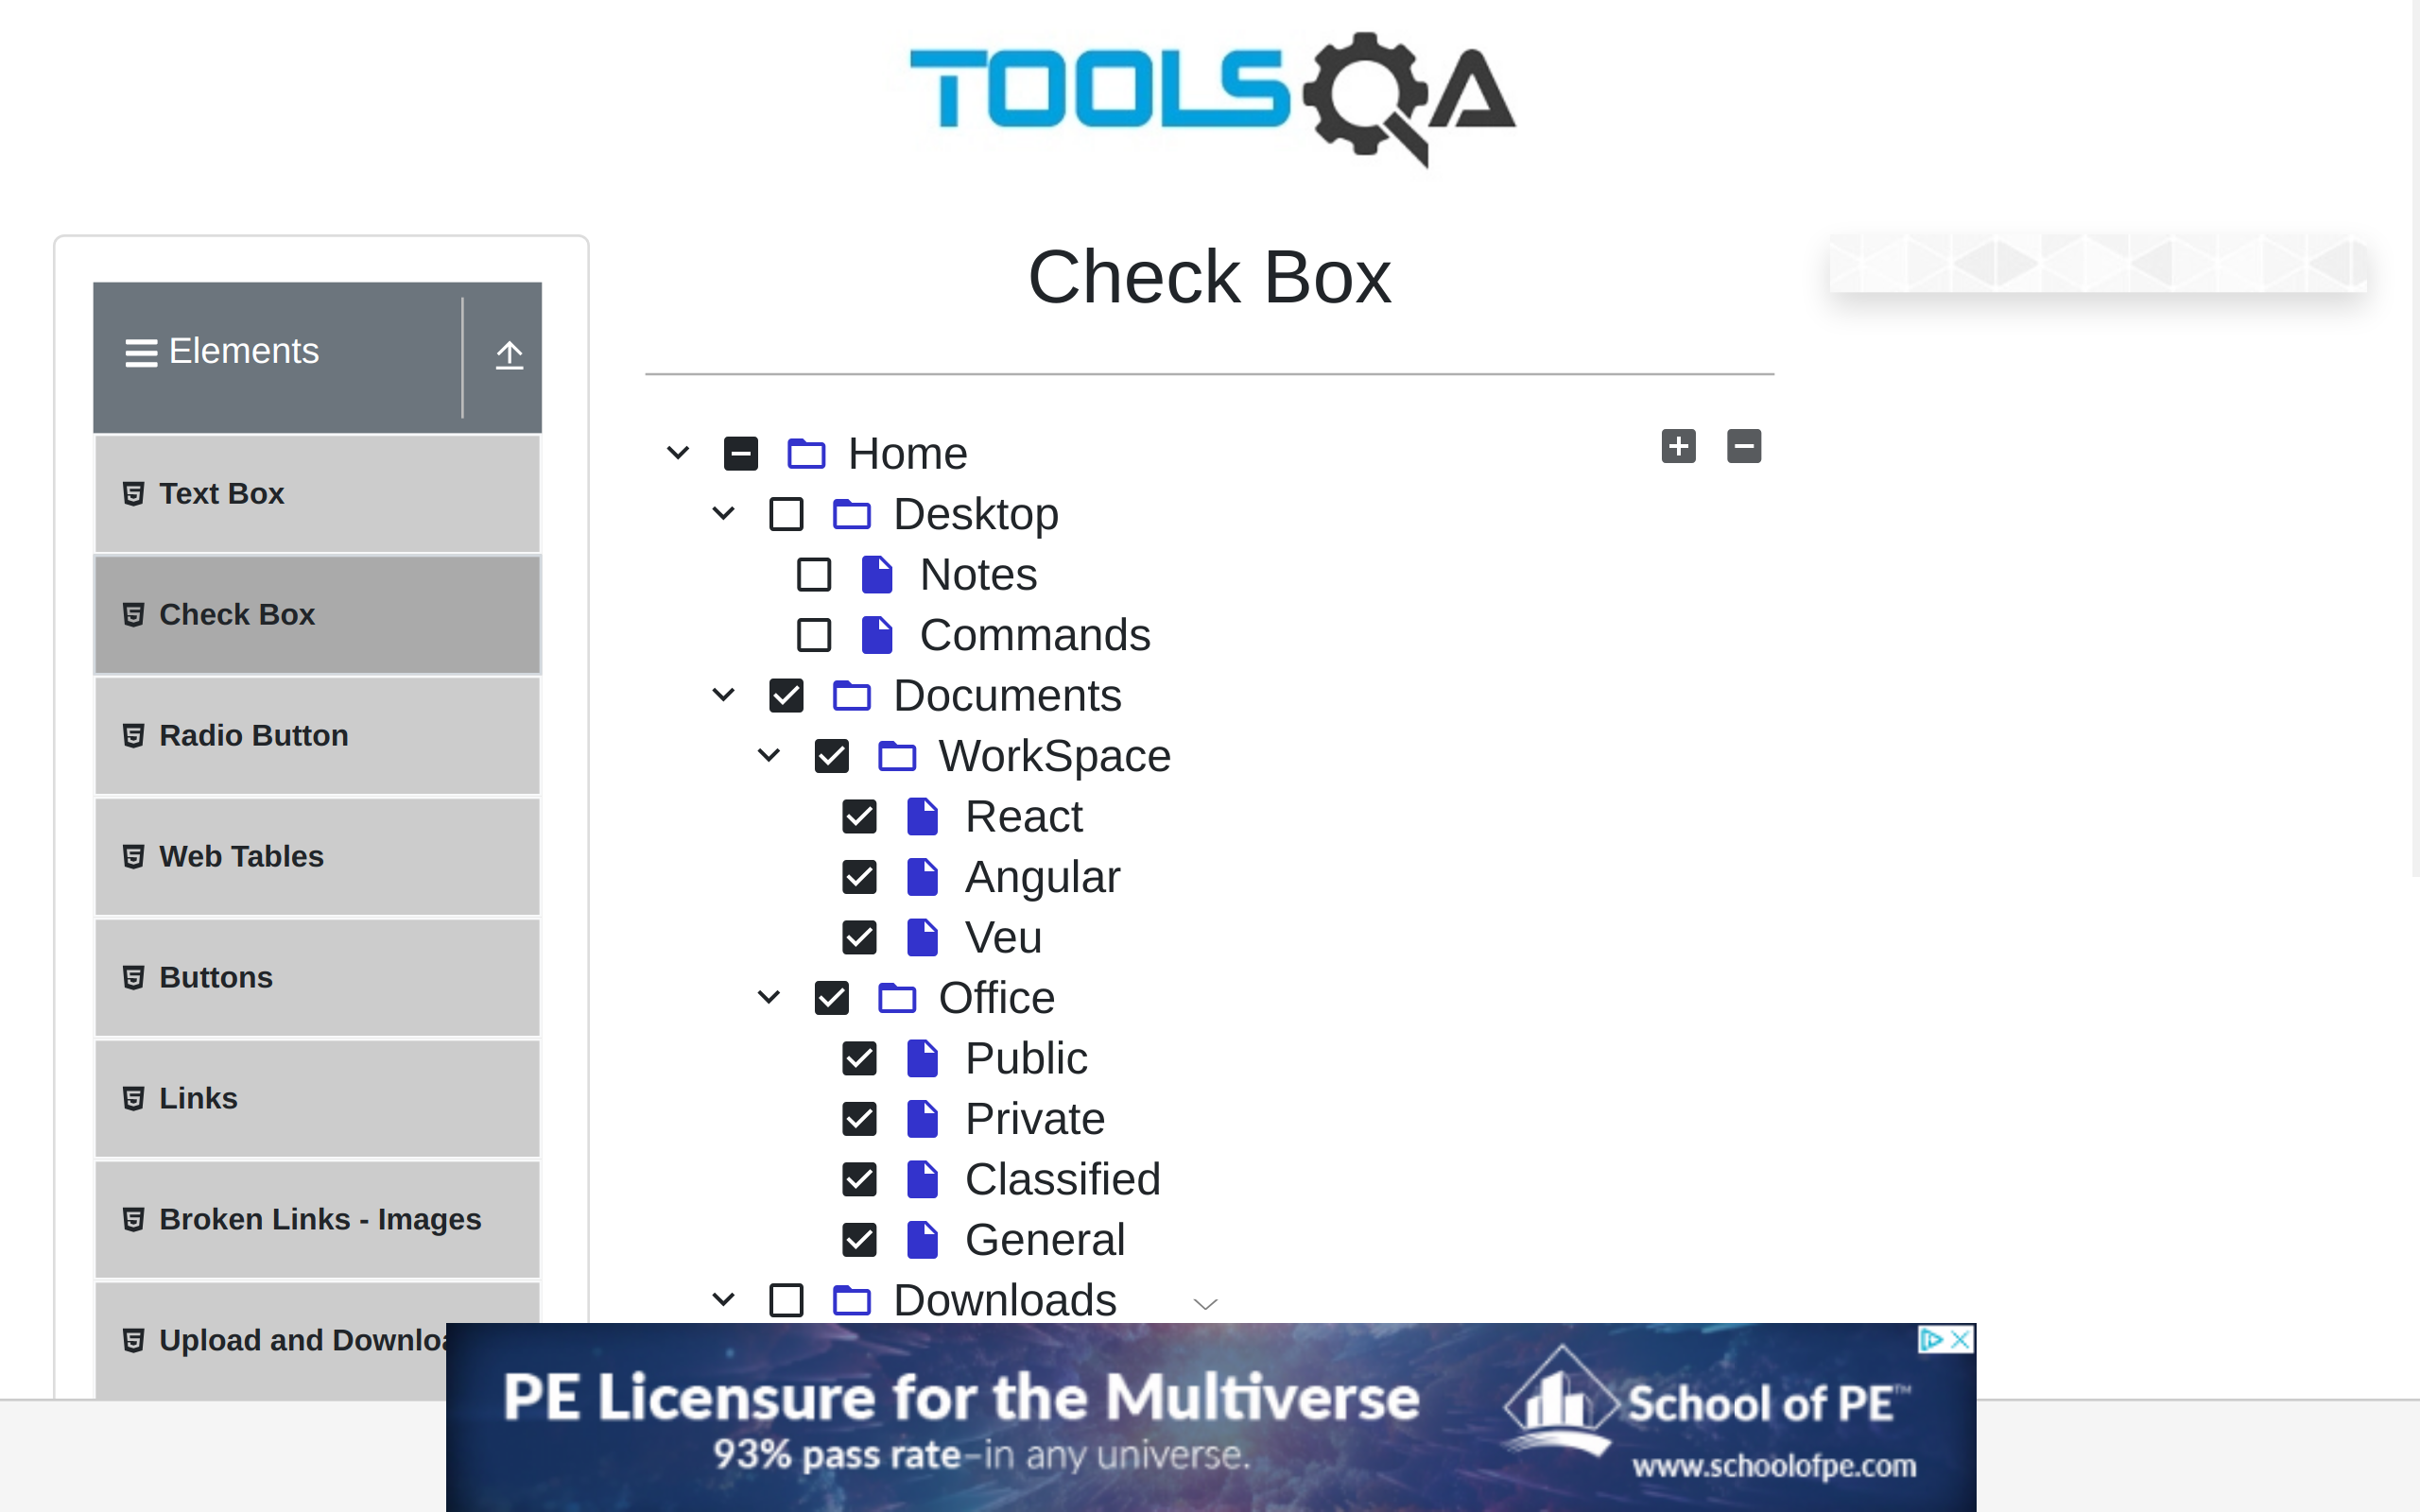 TOOLSQA
Elements
Text Box
Check Box
Radio Button
Web Tables
Buttons
Links
Broken Links - Images
Upload and Downloa
Check Box
Home
Desktop
Notes
Commands
Documents
WorkSpace
React
Angular
Veu
Office
Public
Private
Classified
General
Downloads
PE Licensure for the Multiverse
93% pass rate–in any universe.
School of PE™
www.schoolofpe.com